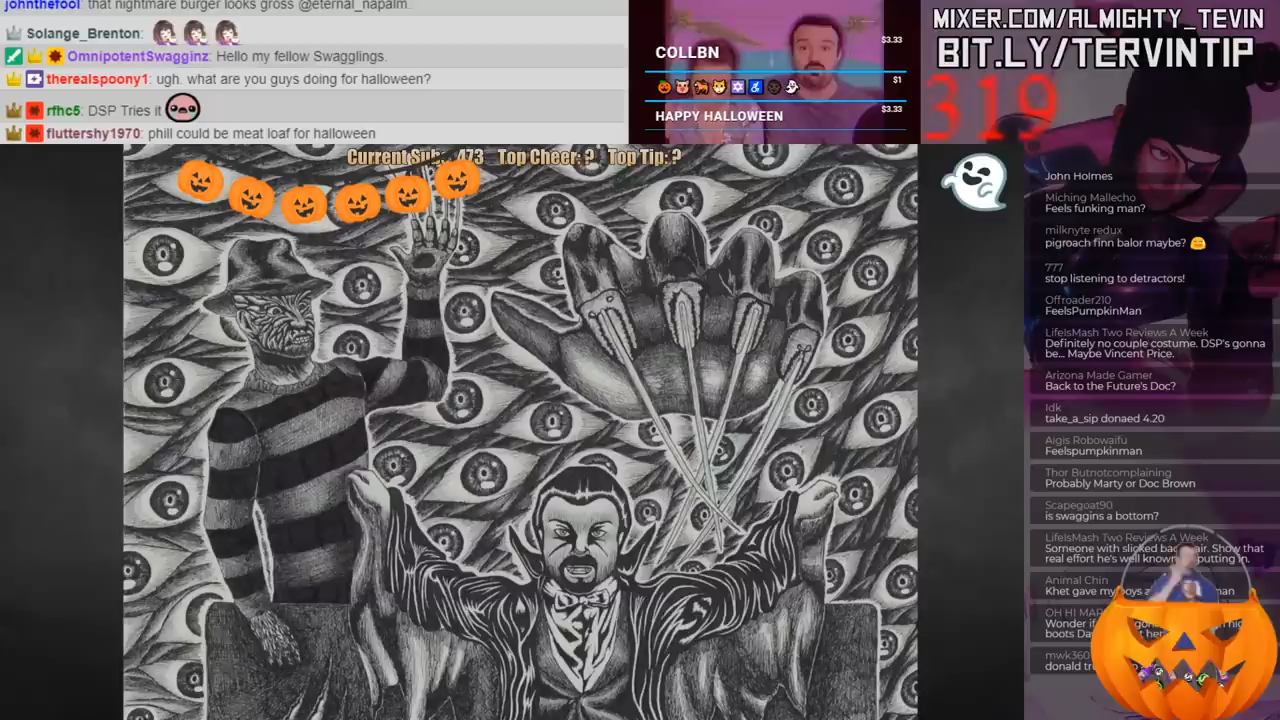 johnthefool: that nightmare burger looks gross @eternal_napalm.
Solange_Brenton:
OmnipotentSwagginz: Hello my fellow Swagglings.
therealspoony1: ugh. what are you guys doing for halloween?
rfhc5: DSP Tries it
fluttershy1970: phill could be meat loaf for halloween
$3.33
COLLBN
$1
$3.33
HAPPY HALLOWEEN
MIXER.COM/ALMIGHTY_TEVIN
BIT.LY/TERVINTIP
319
Current Sub 473 Top Cheer: ? Top Tip: ?
John Holmes
Miching Mallecho
Feels funking man?
milknyte redux
pigroach finn balor maybe?
777
stop listening to detractors!
Offroader210
FeelsPumpkinMan
LifeIsMash Two Reviews A Week
Definitely no couple costume. DSP's gonna
be... Maybe Vincent Price.
Arizona Made Gamer
Back to the Future's Doc?
Idk
take_a_sip donaed 4.20
Aigis Robowaifu
Feelspumpkinman
Thor Butnotcomplaining
Probably Marty or Doc Brown
Scapegoat90
is swaggins a bottom?
LifeIsMash Two Reviews A Week
Someone with slicked hair. Show that
real effort he's well known putting in.
Animal Chin
Khet gave my boys a
OH HI
Wonder
boots
mwk360
donald